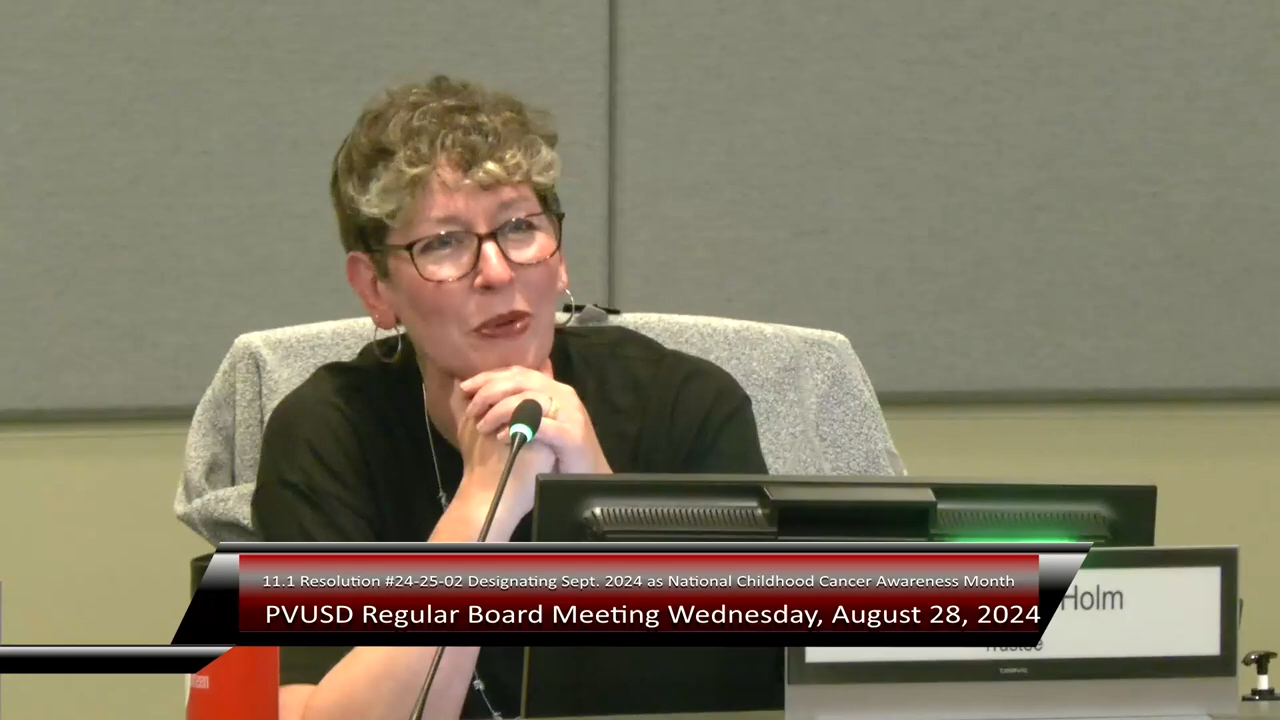 11.1 Resolution #24-25-02 Designating Sept. 2024 as National Childhood Cancer Awareness Month
PVUSD Regular Board Meeting Wednesday, August 28, 2024
Holm
Trustee